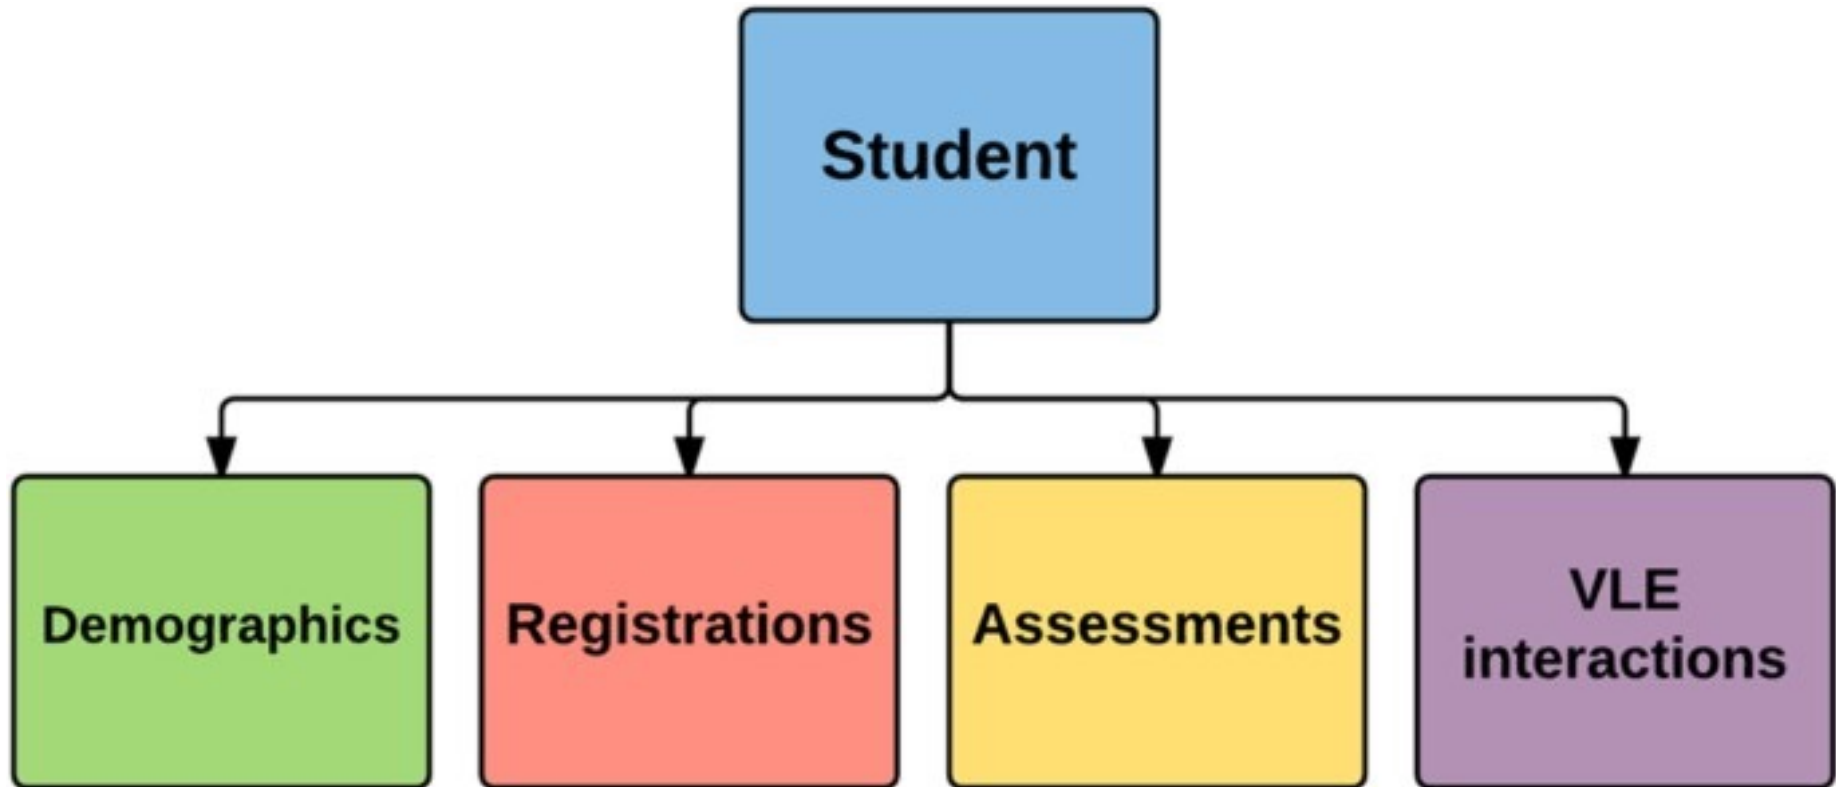 Student
Demographics
Registrations
Assessments
VLE
interactions